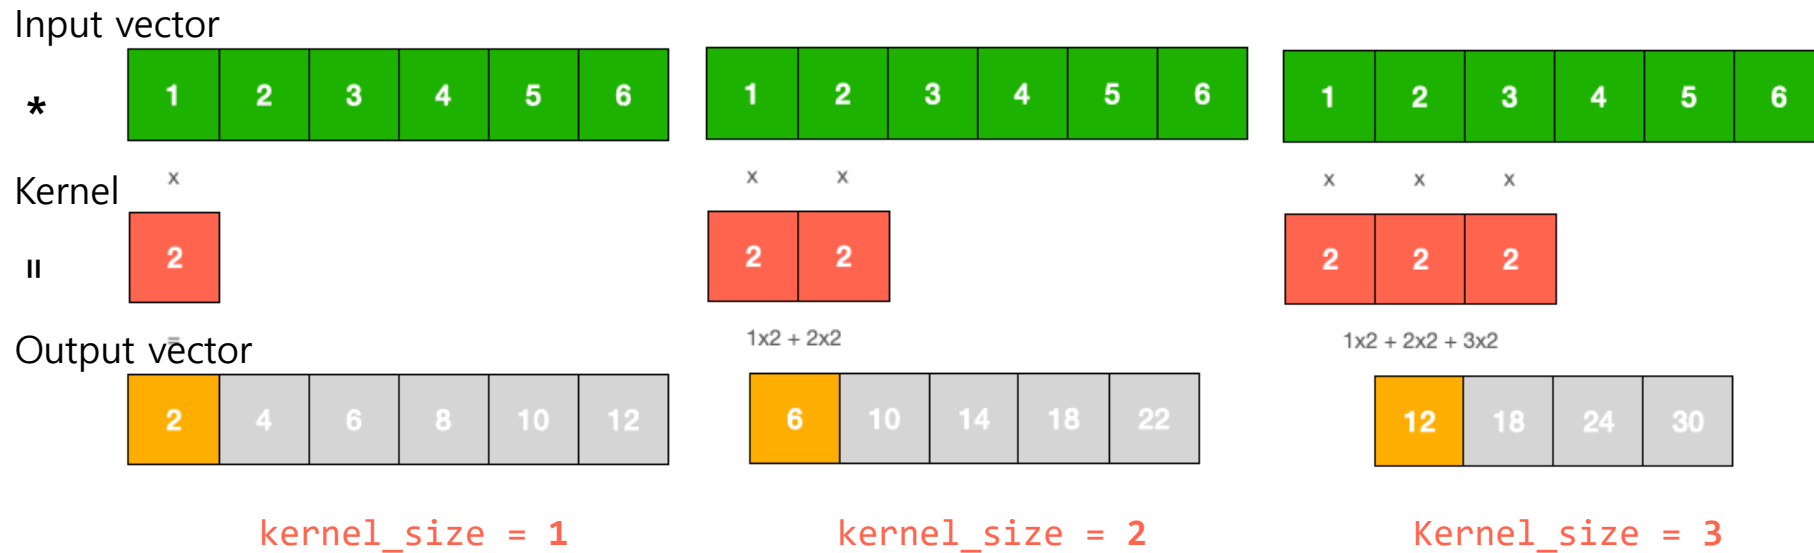 Input vector
*
1 2 3 4 5 6
1 2 3 4 5 6
1 2 3 4 5 6
x
x x
x x x
Kernel
2
2 2
2 2 2
=
=
1x2 + 2x2
1x2 + 2x2 + 3x2
Output vector
2 4 6 8 10 12
6 10 14 18 22
12 18 24 30
kernel_size = 1
kernel_size = 2
Kernel_size = 3